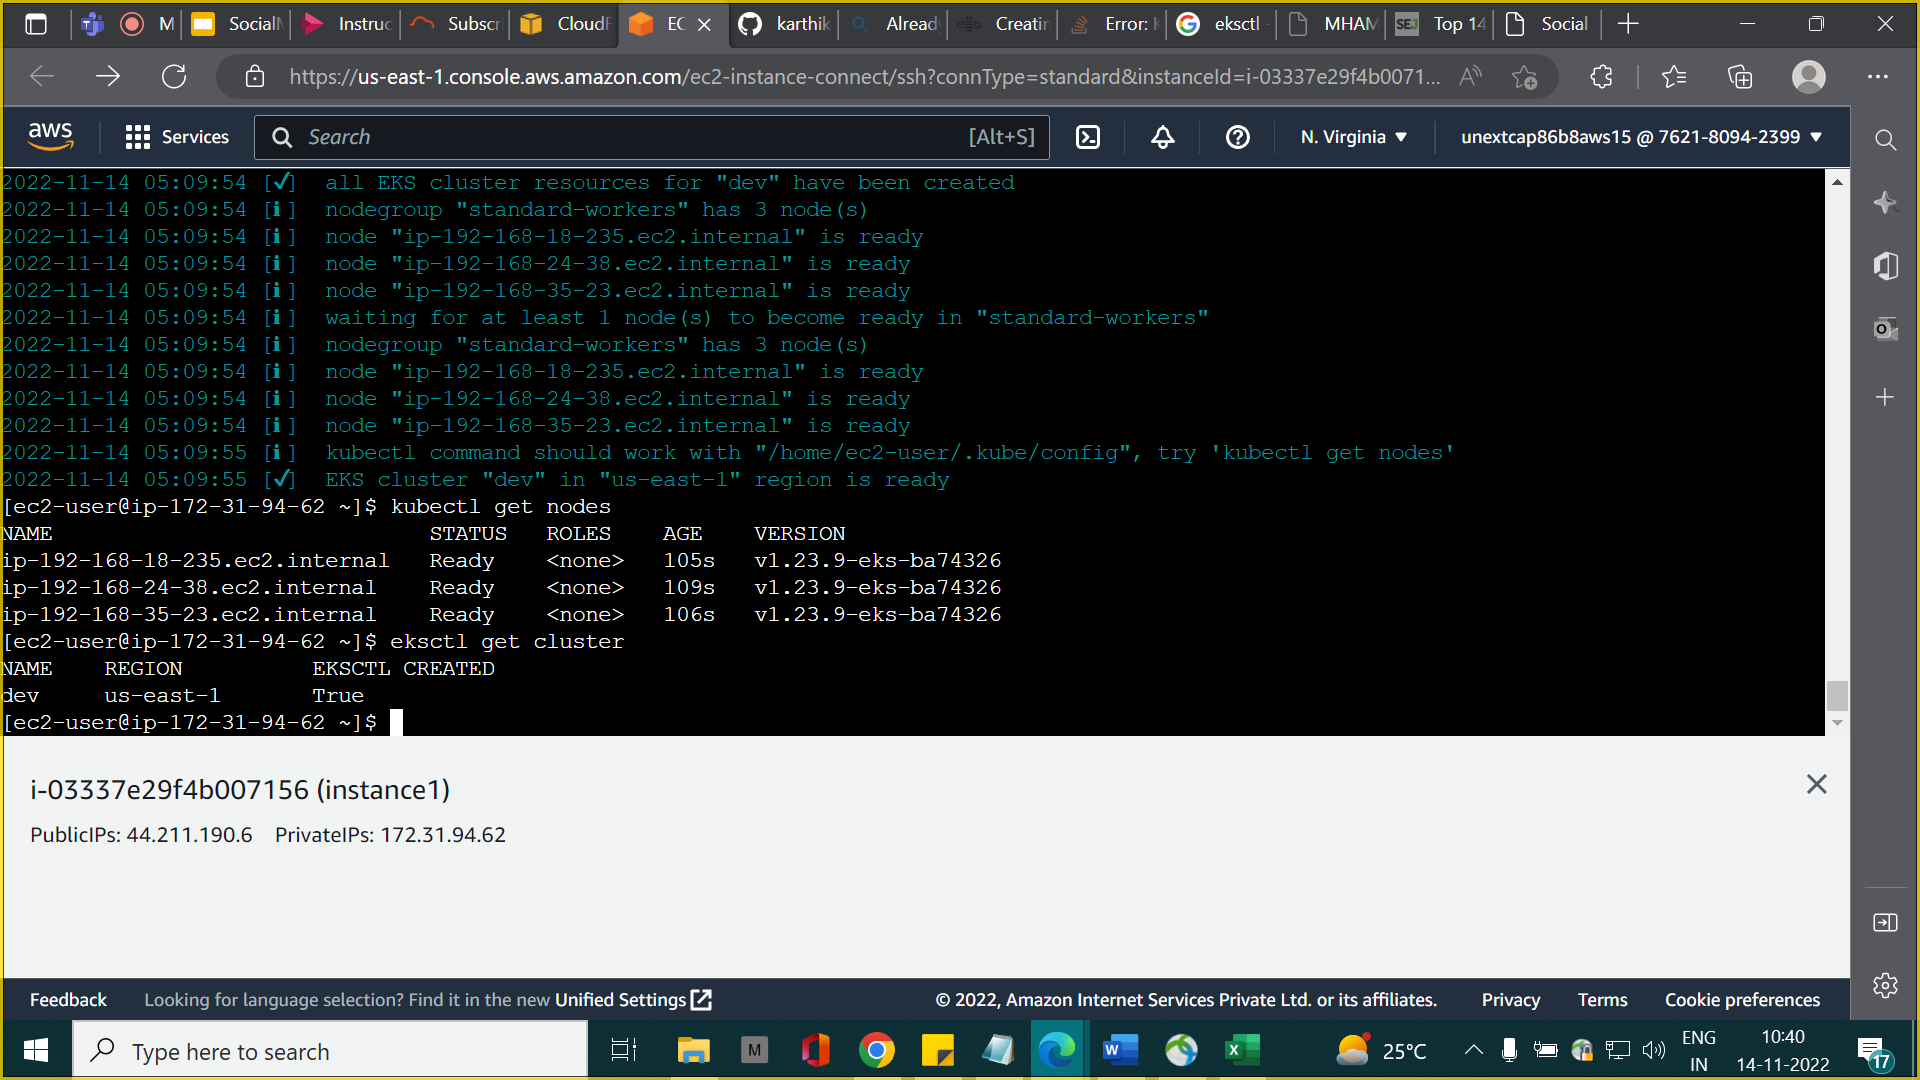 M
SocialM
Instruc
Subscri
CloudF
EC
karthik
Alread
Creatin
Error: K
eksctl
MHAM
SEJ
Top 14
Social
https://us-east-1.console.aws.amazon.com/ec2-instance-connect/ssh?connType=standard&instanceId=i-03337e29f4b0071...
aws
Services
Search
[Alt+S]
N. Virginia
unextcap86b8aws15 @ 7621-8094-2399
2022-11-14 05:09:54 [✓] all EKS cluster resources for "dev" have been created
2022-11-14 05:09:54 [ℹ] nodegroup "standard-workers" has 3 node(s)
2022-11-14 05:09:54 [ℹ] node "ip-192-168-18-235.ec2.internal" is ready
2022-11-14 05:09:54 [ℹ] node "ip-192-168-24-38.ec2.internal" is ready
2022-11-14 05:09:54 [ℹ] node "ip-192-168-35-23.ec2.internal" is ready
2022-11-14 05:09:54 [ℹ] waiting for at least 1 node(s) to become ready in "standard-workers"
2022-11-14 05:09:54 [ℹ] nodegroup "standard-workers" has 3 node(s)
2022-11-14 05:09:54 [ℹ] node "ip-192-168-18-235.ec2.internal" is ready
2022-11-14 05:09:54 [ℹ] node "ip-192-168-24-38.ec2.internal" is ready
2022-11-14 05:09:54 [ℹ] node "ip-192-168-35-23.ec2.internal" is ready
2022-11-14 05:09:55 [ℹ] kubectl command should work with "/home/ec2-user/.kube/config", try 'kubectl get nodes'
2022-11-14 05:09:55 [✓] EKS cluster "dev" in "us-east-1" region is ready
[ec2-user@ip-172-31-94-62 ~]$ kubectl get nodes
NAME STATUS ROLES AGE VERSION
ip-192-168-18-235.ec2.internal Ready <none> 105s v1.23.9-eks-ba74326
ip-192-168-24-38.ec2.internal Ready <none> 109s v1.23.9-eks-ba74326
ip-192-168-35-23.ec2.internal Ready <none> 106s v1.23.9-eks-ba74326
[ec2-user@ip-172-31-94-62 ~]$ eksctl get cluster
NAME REGION EKSCTL CREATED
dev us-east-1 True
[ec2-user@ip-172-31-94-62 ~]$
i-03337e29f4b007156 (instance1)
PublicIPs: 44.211.190.6 PrivateIPs: 172.31.94.62
Feedback
Looking for language selection? Find it in the new Unified Settings
© 2022, Amazon Internet Services Private Ltd. or its affiliates.
Privacy
Terms
Cookie preferences
Type here to search
M
25°C
ENG
IN
10:40
14-11-2022
17